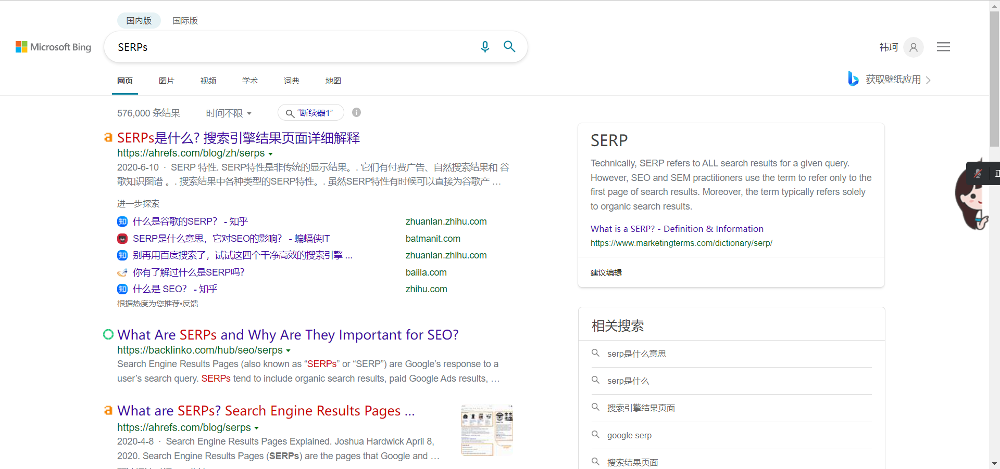 国内版 国际版
Microsoft Bing
SERPs
祎珂
网页 图片 视频 学术 词典 地图
获取壁纸应用
576,000 条结果 时间不限 “断续器1”
SERPs是什么? 搜索引擎结果页面详细解释
https://ahrefs.com/blog/zh/serps
2020-6-10 · SERP 特性. SERP特性是非传统的显示结果。. 它们有付费广告、自然搜索结果和 谷
歌知识图谱 。. 搜索结果中各种类型的SERP特性。. 虽然SERP特性有时候可以直接为谷歌产 …
进一步探索
什么是谷歌的SERP？ - 知乎 zhuanlan.zhihu.com
SERP是什么意思，它对SEO的影响？ - 蝙蝠侠IT batmanit.com
别再用百度搜索了，试试这四个干净高效的搜索引擎 ... zhuanlan.zhihu.com
你有了解过什么是SERP吗? baiila.com
什么是 SEO？ - 知乎 zhihu.com
根据热度为您推荐•反馈
What Are SERPs and Why Are They Important for SEO?
https://backlinko.com/hub/seo/serps
Search Engine Results Pages (also known as “SERPs” or “SERP”) are Google’s response to a
user’s search query. SERPs tend to include organic search results, paid Google Ads results, …
What are SERPs? Search Engine Results Pages ...
https://ahrefs.com/blog/serps
2020-4-8 · Search Engine Results Pages Explained. Joshua Hardwick April 8,
2020. Search Engine Results Pages (SERPs) are the pages that Google and …
SERP
Technically, SERP refers to ALL search results for a given query.
However, SEO and SEM practitioners use the term to refer only to the
first page of search results. Moreover, the term typically refers solely
to organic search results.
What is a SERP? - Definition & Information
https://www.marketingterms.com/dictionary/serp/
建议编辑
相关搜索
serp是什么意思
serp是什么
搜索引擎结果页面
google serp
搜索结果页面